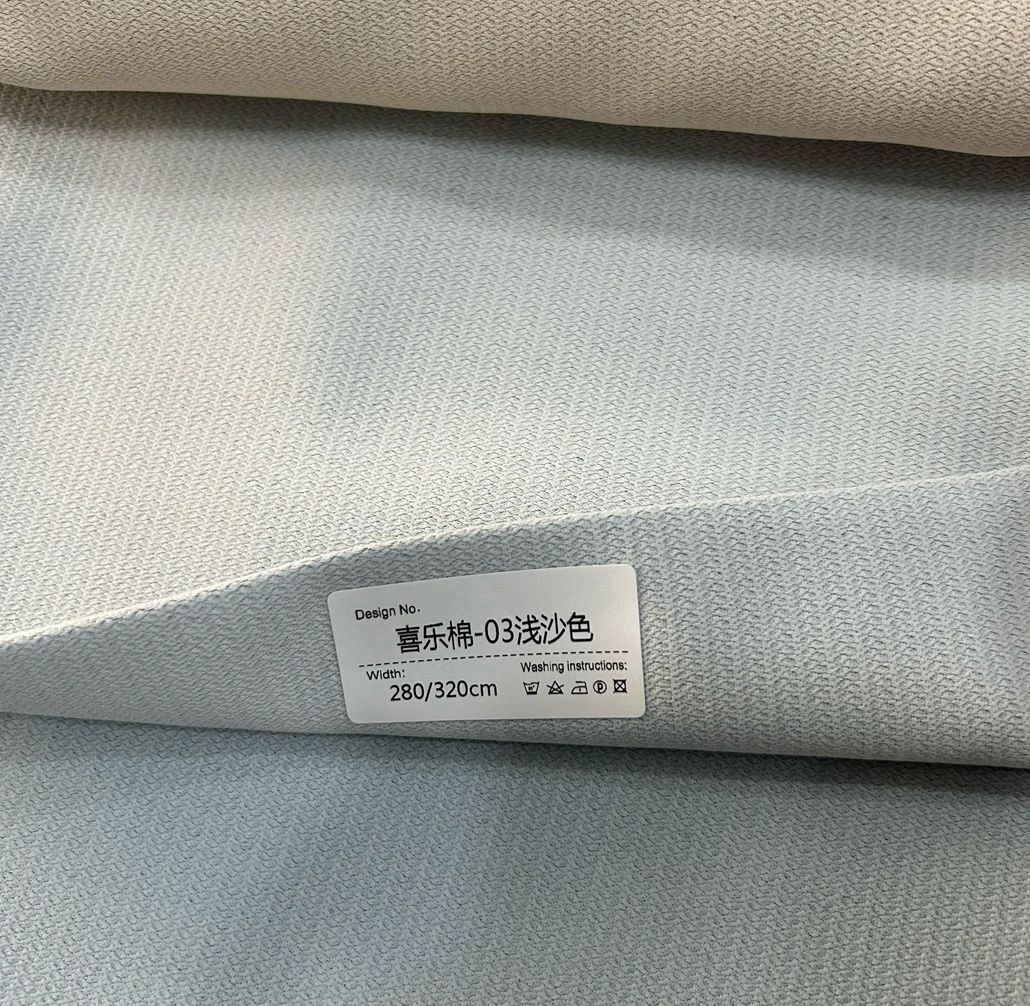 Design No.
喜乐棉-03浅沙色
Width:
280/320cm
Washing instructions: